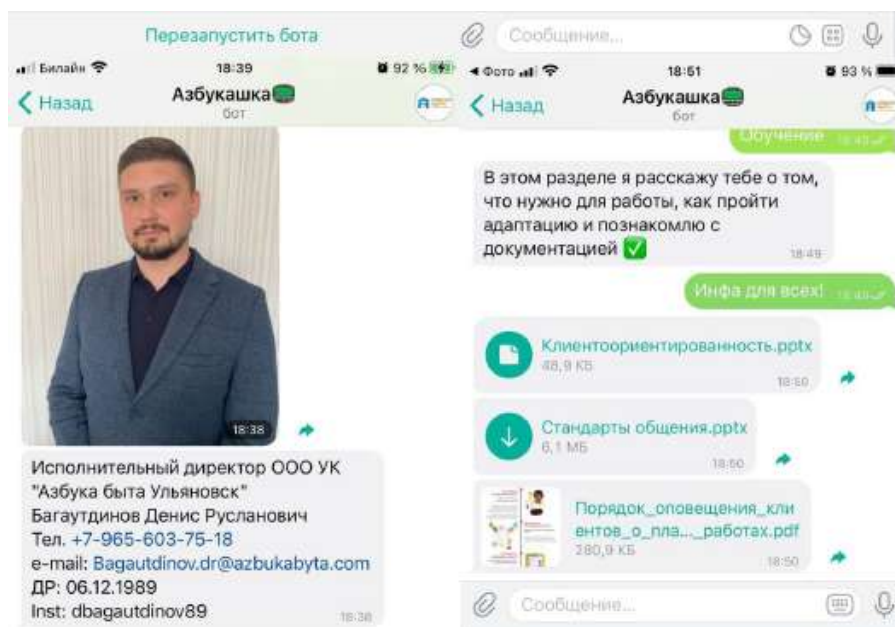 Перезапустить бота
Билайн
18:39
92 %
Назад
Азбукашка
бот
18:38
Исполнительный директор ООО УК
"Азбука быта Ульяновск"
Багаутдинов Денис Русланович
Тел. +7-965-603-75-18
e-mail: Bagautdinov.dr@azbukabyta.com
ДР: 06.12.1989
Inst: dbagautdinov89
18:38
Сообщение...
Фото
18:51
93 %
Назад
Азбукашка
бот
Обучение
В этом разделе я расскажу тебе о том,
что нужно для работы, как пройти
адаптацию и познакомлю с
документацией
18:49
Инфа для всех!
Клиентоориентированность.pptx
48,9 КБ
18:50
Стандарты общения.pptx
6,1 МБ
18:50
Порядок_оповещения_кли
ентов_о_пла..._работах.pdf
280,9 КБ
18:50
Сообщение...